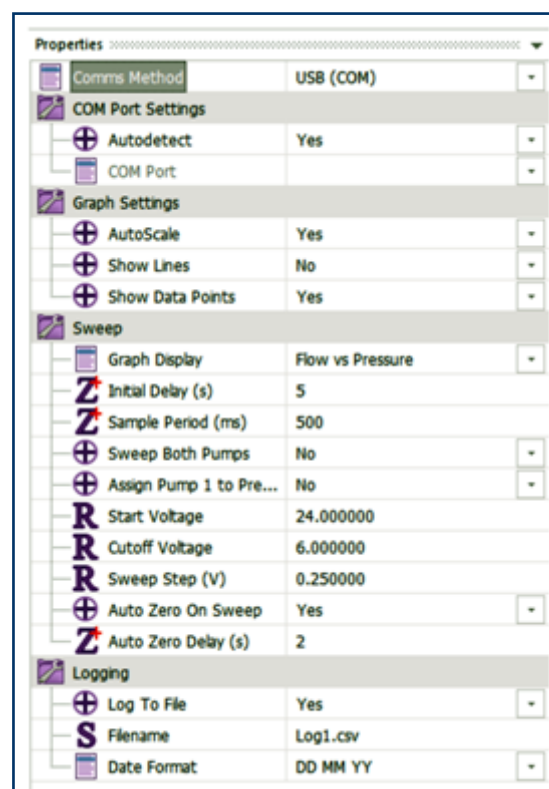 Properties
Comms Method USB (COM)
COM Port Settings
Autodetect Yes
COM Port
Graph Settings
AutoScale Yes
Show Lines No
Show Data Points Yes
Sweep
Graph Display Flow vs Pressure
Z+ Initial Delay (s) 5
Z+ Sample Period (ms) 500
Sweep Both Pumps No
Assign Pump 1 to Pre... No
R Start Voltage 24.000000
R Cutoff Voltage 6.000000
R Sweep Step (V) 0.250000
Auto Zero On Sweep Yes
Z+ Auto Zero Delay (s) 2
Logging
Log To File Yes
S Filename Log1.csv
Date Format DD MM YY